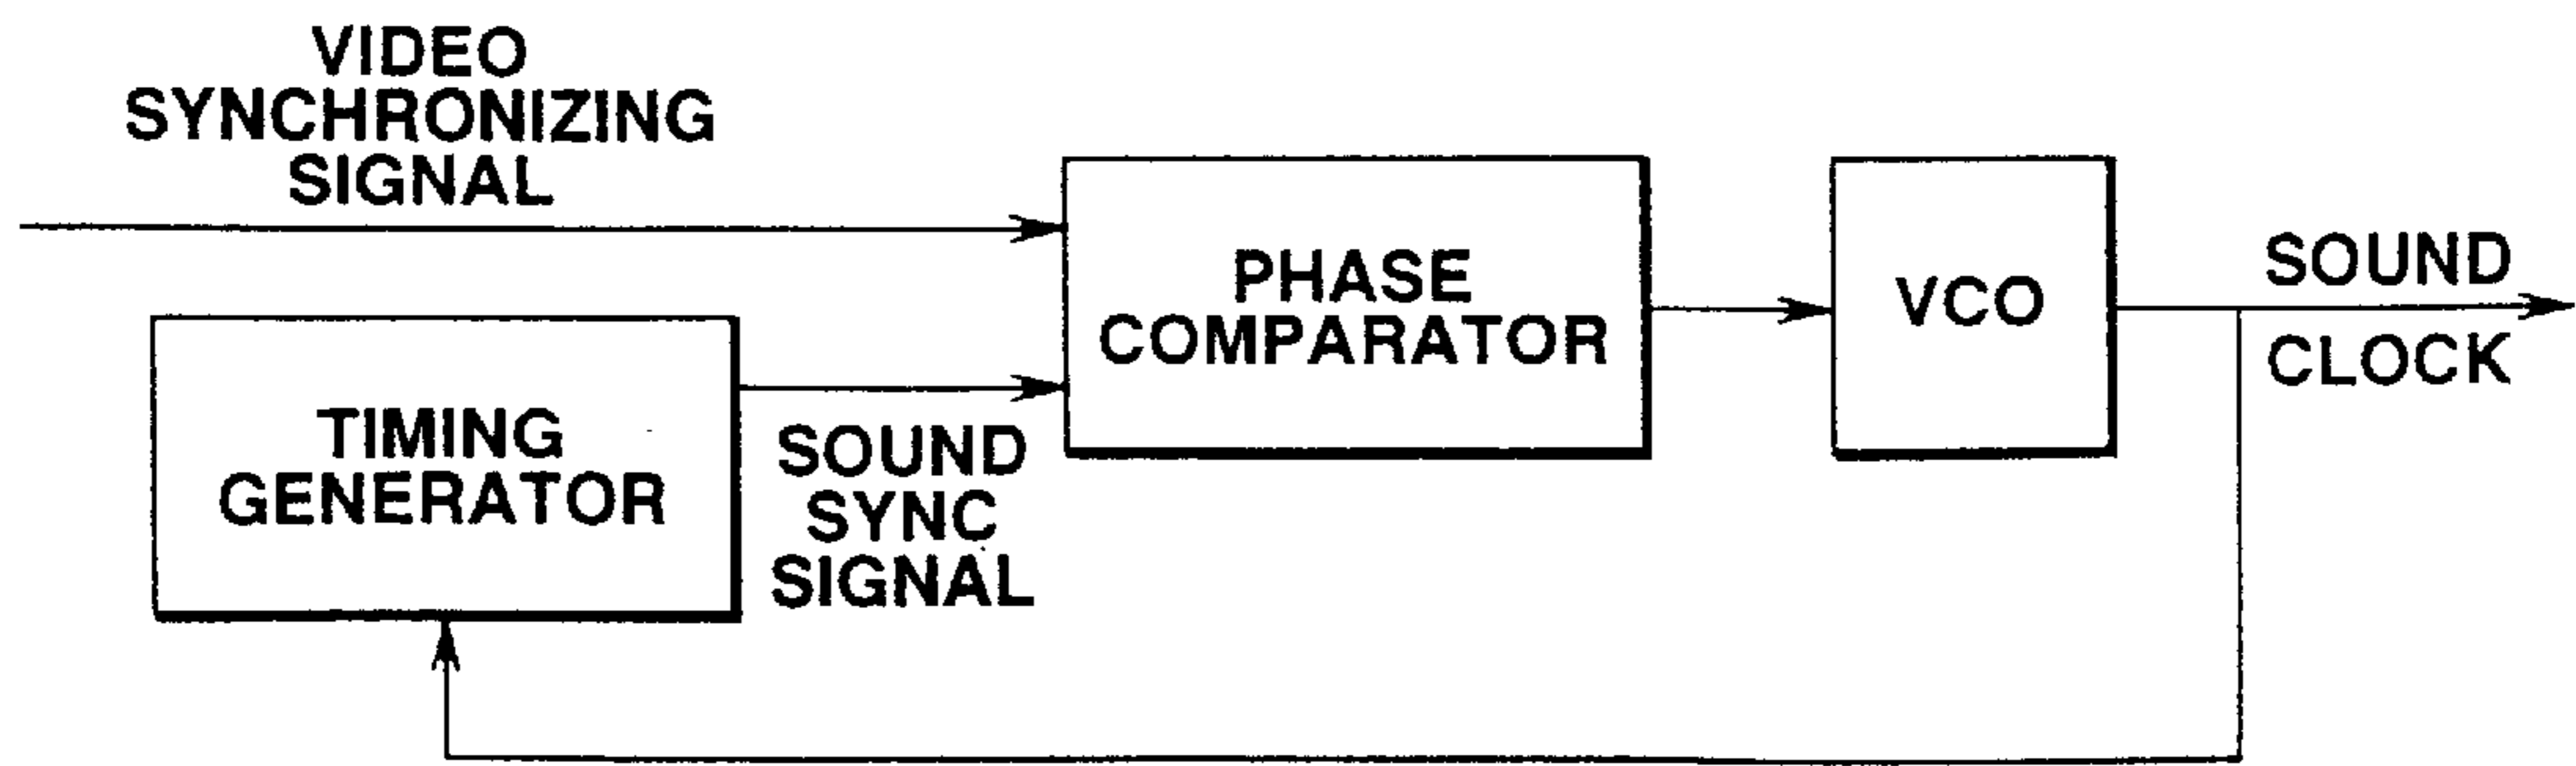 VIDEO
SYNCHRONIZING
SIGNAL
PHASE
COMPARATOR
VCO
SOUND
CLOCK
TIMING
GENERATOR
SOUND
SYNC
SIGNAL